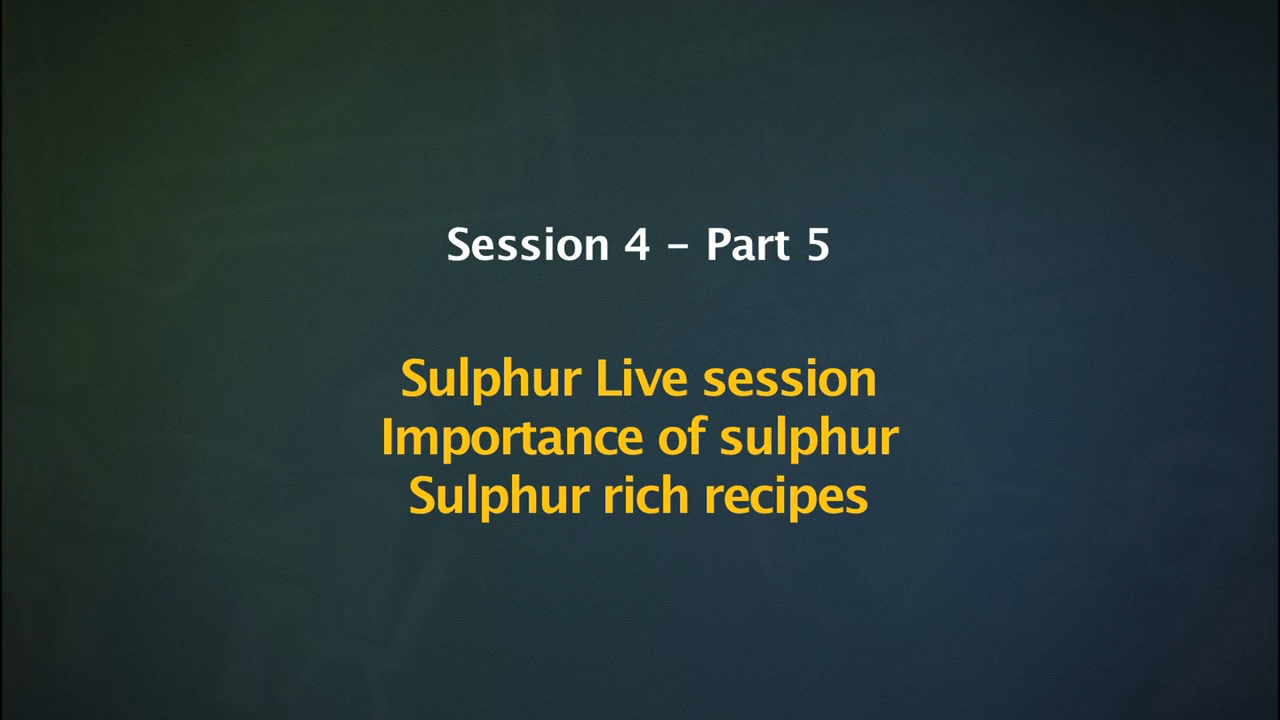 Session 4 – Part 5
Sulphur Live session
Importance of sulphur
Sulphur rich recipes